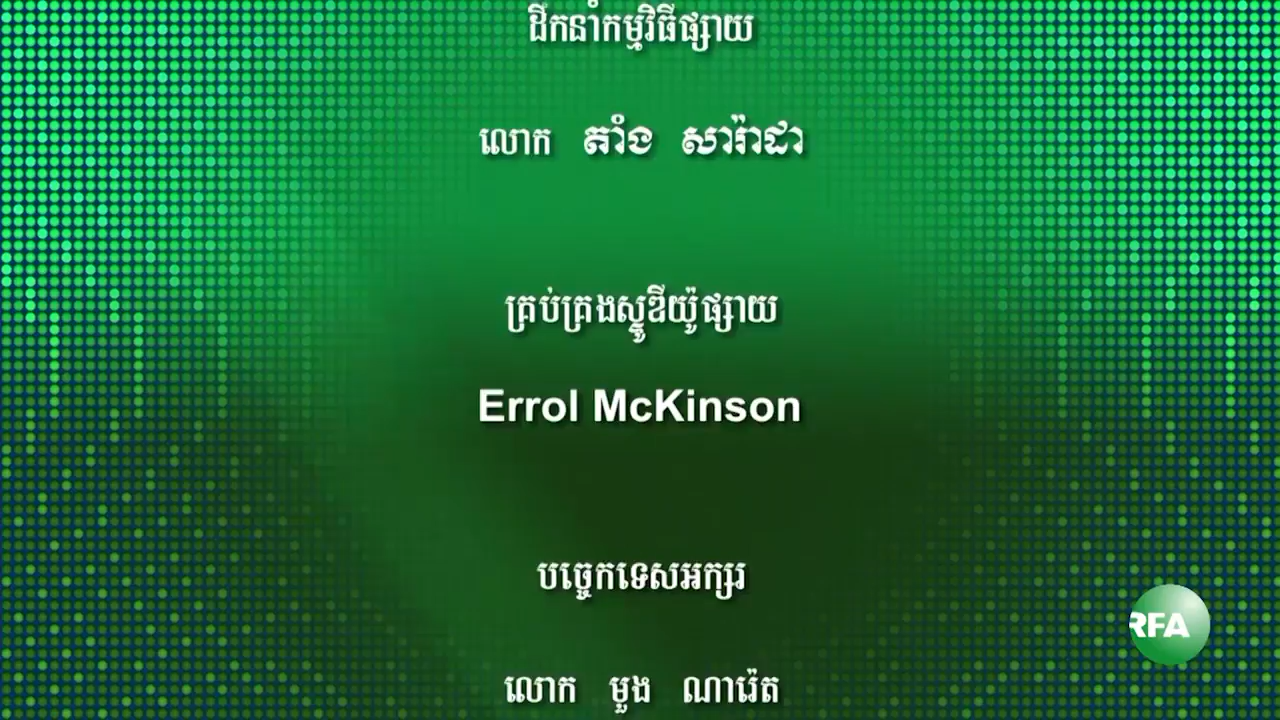 ដឹកនាំកម្មវិធីផ្សាយ
លោក តាំង សារ៉ាដា
គ្រប់គ្រងស្ទូឌីយ៉ូផ្សាយ
Errol McKinson
បច្ចេកទេសអក្សរ
RFA
លោក មួង ណារ៉េត